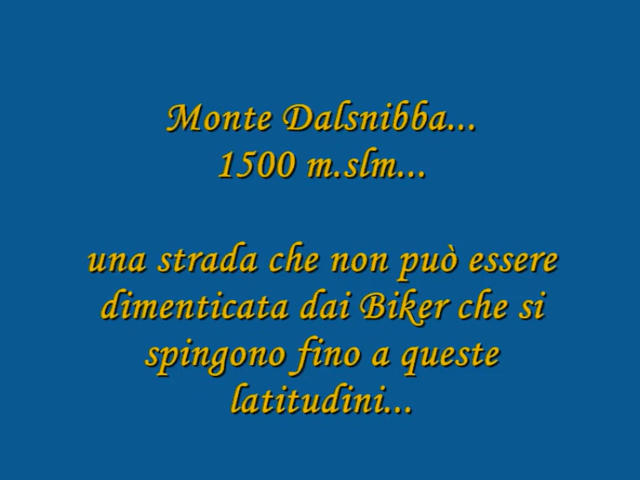 Monte Dalsnibba...
1500 m.slm...
una strada che non può essere
dimenticata dai Biker che si
spingono fino a queste
latitudini...